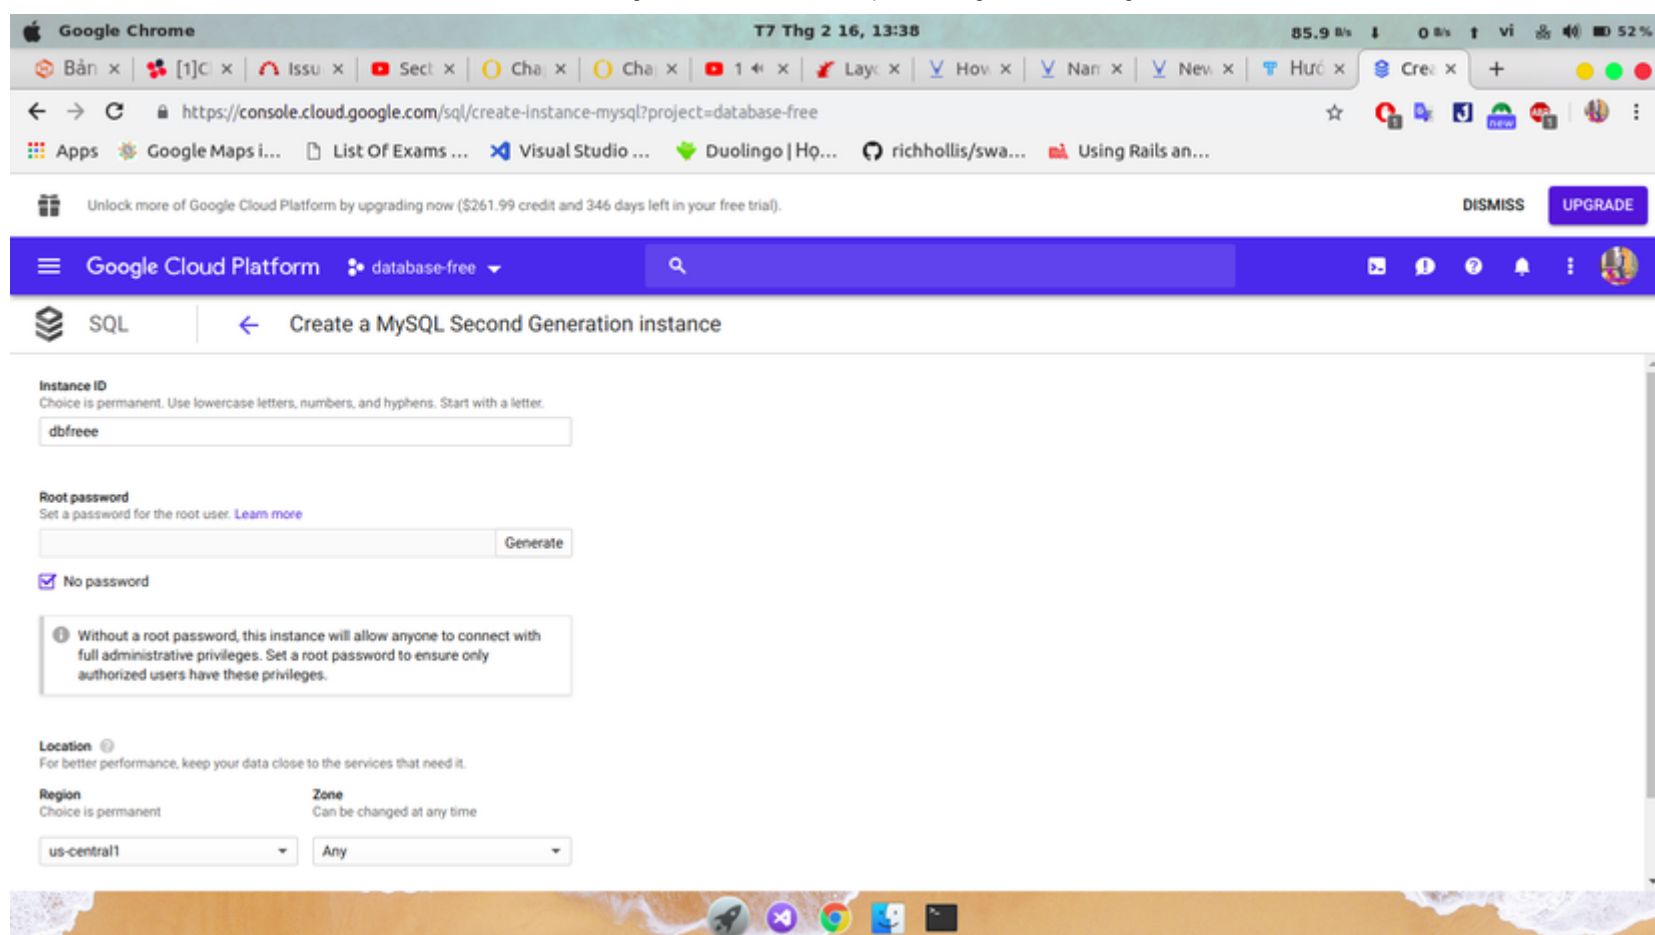 Google Chrome T7 Thg 2 16, 13:38 85.9 B/s 0 B/s vi 52%
Bản [1]C Issu Sect Cha Cha 1 Layc How Nam New Hướ Crea
https://console.cloud.google.com/sql/create-instance-mysql?project=database-free
Apps Google Maps i... List Of Exams ... Visual Studio ... Duolingo | Họ... richhollis/swa... Using Rails an...
Unlock more of Google Cloud Platform by upgrading now ($261.99 credit and 346 days left in your free trial). DISMISS UPGRADE
Google Cloud Platform database-free
SQL Create a MySQL Second Generation instance
Instance ID
Choice is permanent. Use lowercase letters, numbers, and hyphens. Start with a letter.
dbfreee
Root password
Set a password for the root user. Learn more
Generate
No password
Without a root password, this instance will allow anyone to connect with
full administrative privileges. Set a root password to ensure only
authorized users have these privileges.
Location
For better performance, keep your data close to the services that need it.
Region Zone
Choice is permanent Can be changed at any time
us-central1 Any